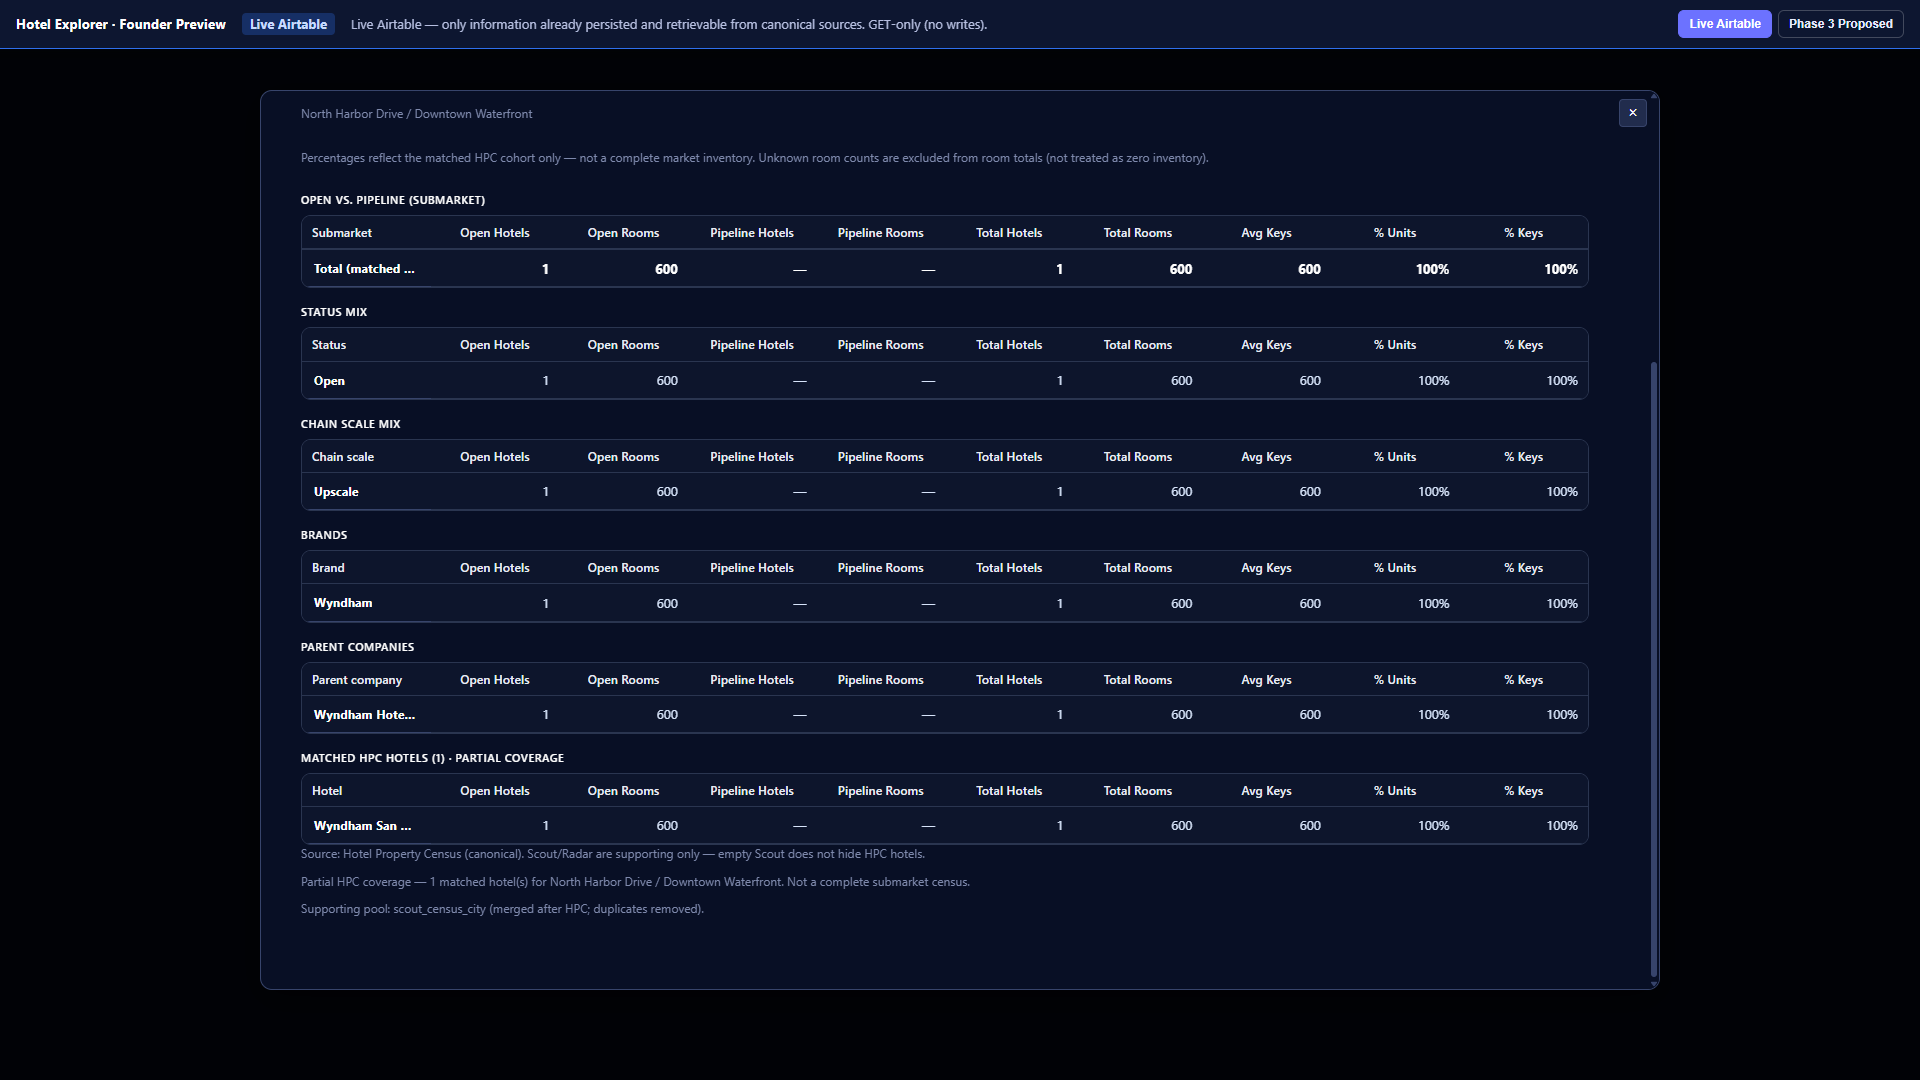 Hotel Explorer · Founder Preview Live Airtable Live Airtable — only information already persisted and retrievable from canonical sources. GET-only (no writes). Live Airtable Phase 3 Proposed
North Harbor Drive / Downtown Waterfront ×
Percentages reflect the matched HPC cohort only — not a complete market inventory. Unknown room counts are excluded from room totals (not treated as zero inventory).
OPEN VS. PIPELINE (SUBMARKET)
Submarket Open Hotels Open Rooms Pipeline Hotels Pipeline Rooms Total Hotels Total Rooms Avg Keys % Units % Keys
Total (matched ... 1 600 — — 1 600 600 100% 100%
STATUS MIX
Status Open Hotels Open Rooms Pipeline Hotels Pipeline Rooms Total Hotels Total Rooms Avg Keys % Units % Keys
Open 1 600 — — 1 600 600 100% 100%
CHAIN SCALE MIX
Chain scale Open Hotels Open Rooms Pipeline Hotels Pipeline Rooms Total Hotels Total Rooms Avg Keys % Units % Keys
Upscale 1 600 — — 1 600 600 100% 100%
BRANDS
Brand Open Hotels Open Rooms Pipeline Hotels Pipeline Rooms Total Hotels Total Rooms Avg Keys % Units % Keys
Wyndham 1 600 — — 1 600 600 100% 100%
PARENT COMPANIES
Parent company Open Hotels Open Rooms Pipeline Hotels Pipeline Rooms Total Hotels Total Rooms Avg Keys % Units % Keys
Wyndham Hote... 1 600 — — 1 600 600 100% 100%
MATCHED HPC HOTELS (1) · PARTIAL COVERAGE
Hotel Open Hotels Open Rooms Pipeline Hotels Pipeline Rooms Total Hotels Total Rooms Avg Keys % Units % Keys
Wyndham San ... 1 600 — — 1 600 600 100% 100%
Source: Hotel Property Census (canonical). Scout/Radar are supporting only — empty Scout does not hide HPC hotels.
Partial HPC coverage — 1 matched hotel(s) for North Harbor Drive / Downtown Waterfront. Not a complete submarket census.
Supporting pool: scout_census_city (merged after HPC; duplicates removed).